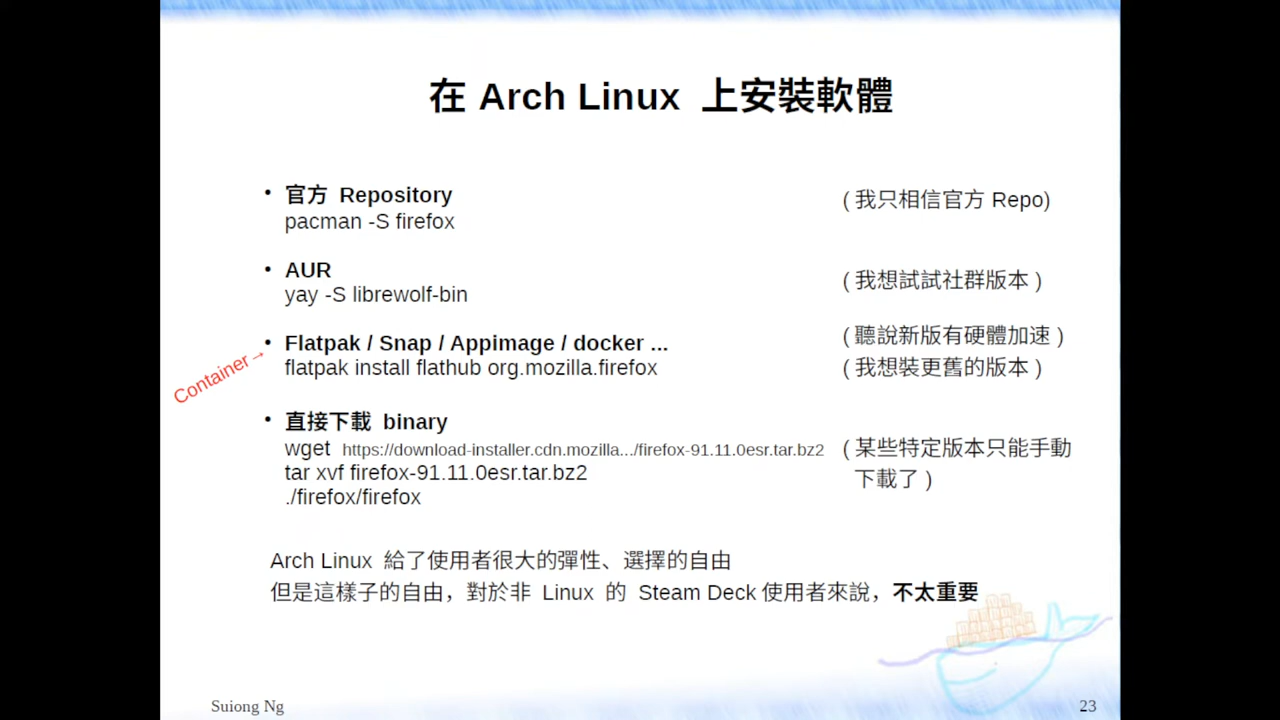 在 Arch Linux 上安裝軟體
• 官方 Repository
pacman -S firefox
( 我只相信官方 Repo)
• AUR
yay -S librewolf-bin
( 我想試試社群版本 )
• Flatpak / Snap / Appimage / docker ...
flatpak install flathub org.mozilla.firefox
( 聽說新版有硬體加速 )
( 我想裝更舊的版本 )
Container→
• 直接下載 binary
wget https://download-installer.cdn.mozilla.../firefox-91.11.0esr.tar.bz2
tar xvf firefox-91.11.0esr.tar.bz2
./firefox/firefox
( 某些特定版本只能手動
下載了 )
Arch Linux 給了使用者很大的彈性、選擇的自由
但是這樣子的自由，對於非 Linux 的 Steam Deck 使用者來說，不太重要
Suiong Ng
23